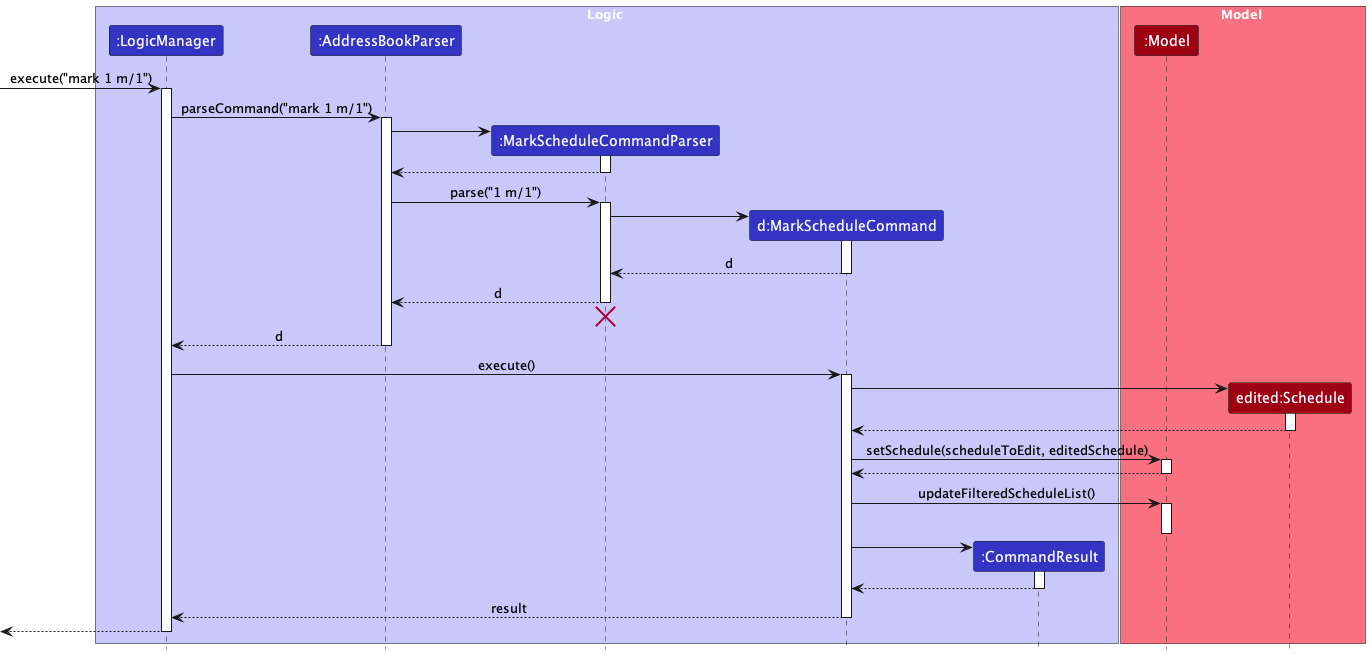 Logic
Model
:LogicManager
:AddressBookParser
:Model
execute("mark 1 m/1")
parseCommand("mark 1 m/1")
:MarkScheduleCommandParser
parse("1 m/1")
d:MarkScheduleCommand
d
d
d
execute()
edited:Schedule
setSchedule(scheduleToEdit, editedSchedule)
updateFilteredScheduleList()
:CommandResult
result